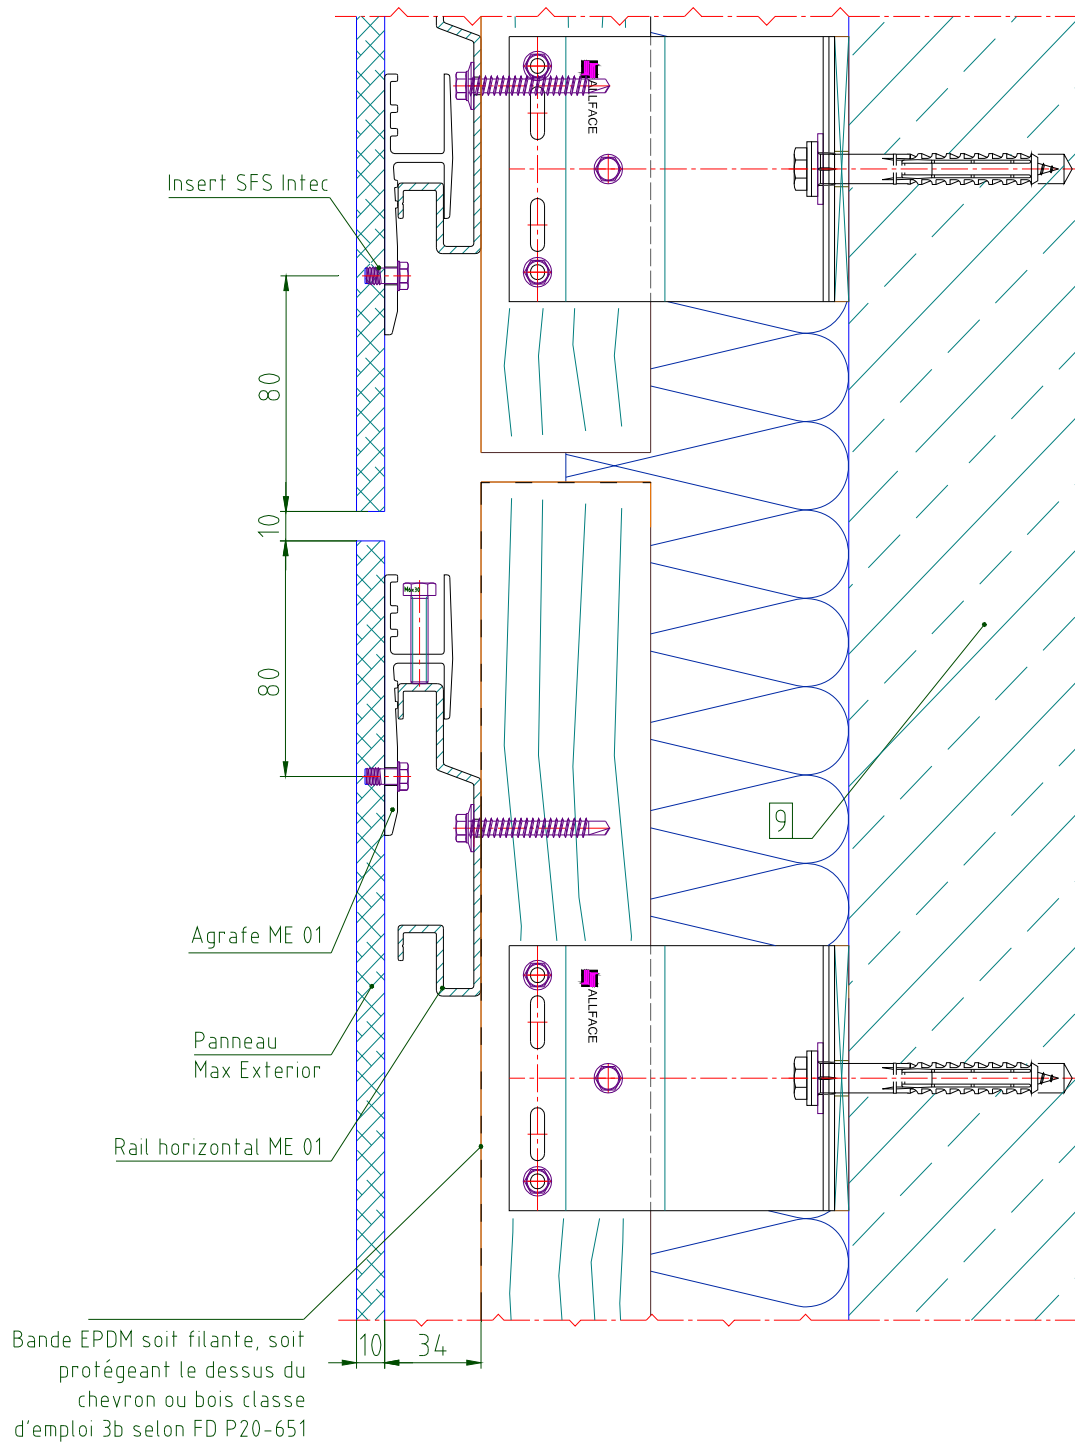 ALLFACE
Insert SFS Intec
80
10
M6x30
80
9
Agrafe ME 01
ALLFACE
Panneau
Max Exterior
Rail horizontal ME 01
Bande EPDM soit filante, soit
protégeant le dessus du
chevron ou bois classe
d'emploi 3b selon FD P20-651
10
34